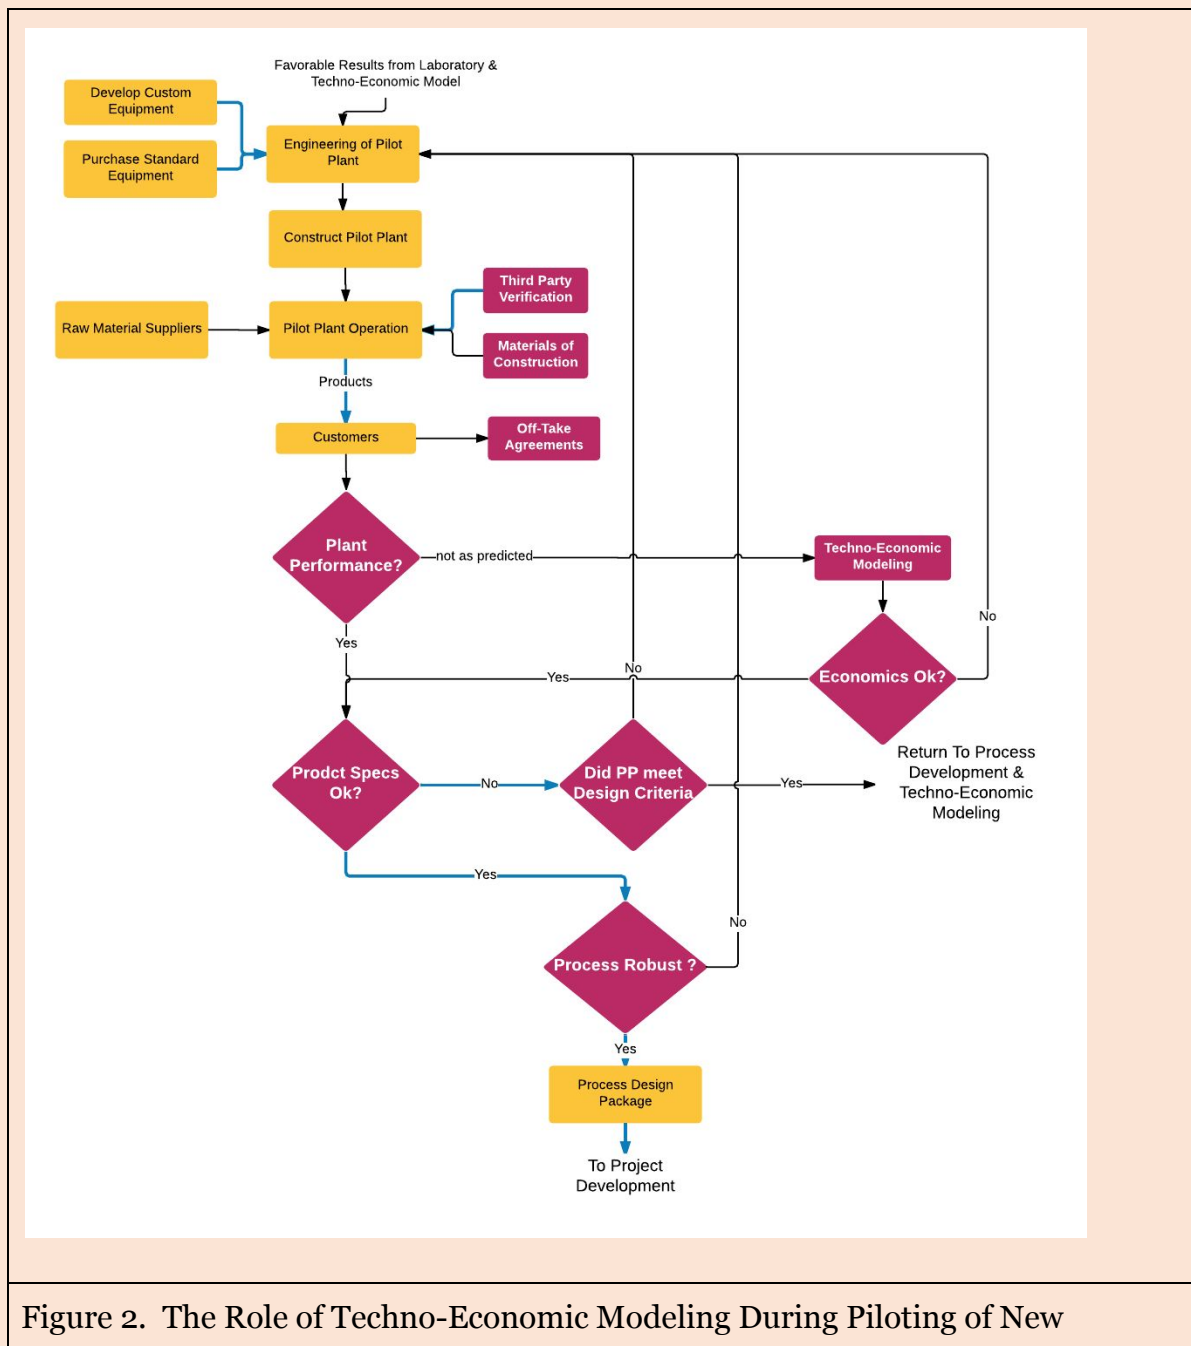 Favorable Results from Laboratory &
Techno-Economic Model
Develop Custom
Equipment
Engineering of Pilot
Plant
Purchase Standard
Equipment
Construct Pilot Plant
Third Party
Verification
Raw Material Suppliers
Pilot Plant Operation
Materials of
Construction
Products
Customers
Off-Take
Agreements
Plant
Performance?
not as predicted
Techno-Economic
Modeling
No
Yes
Economics Ok?
Yes
No
Prodct Specs
Ok?
No
Did PP meet
Design Criteria
Yes
Return To Process
Development &
Techno-Economic
Modeling
Yes
No
Process Robust ?
Yes
Process Design
Package
To Project
Development
Figure 2. The Role of Techno-Economic Modeling During Piloting of New